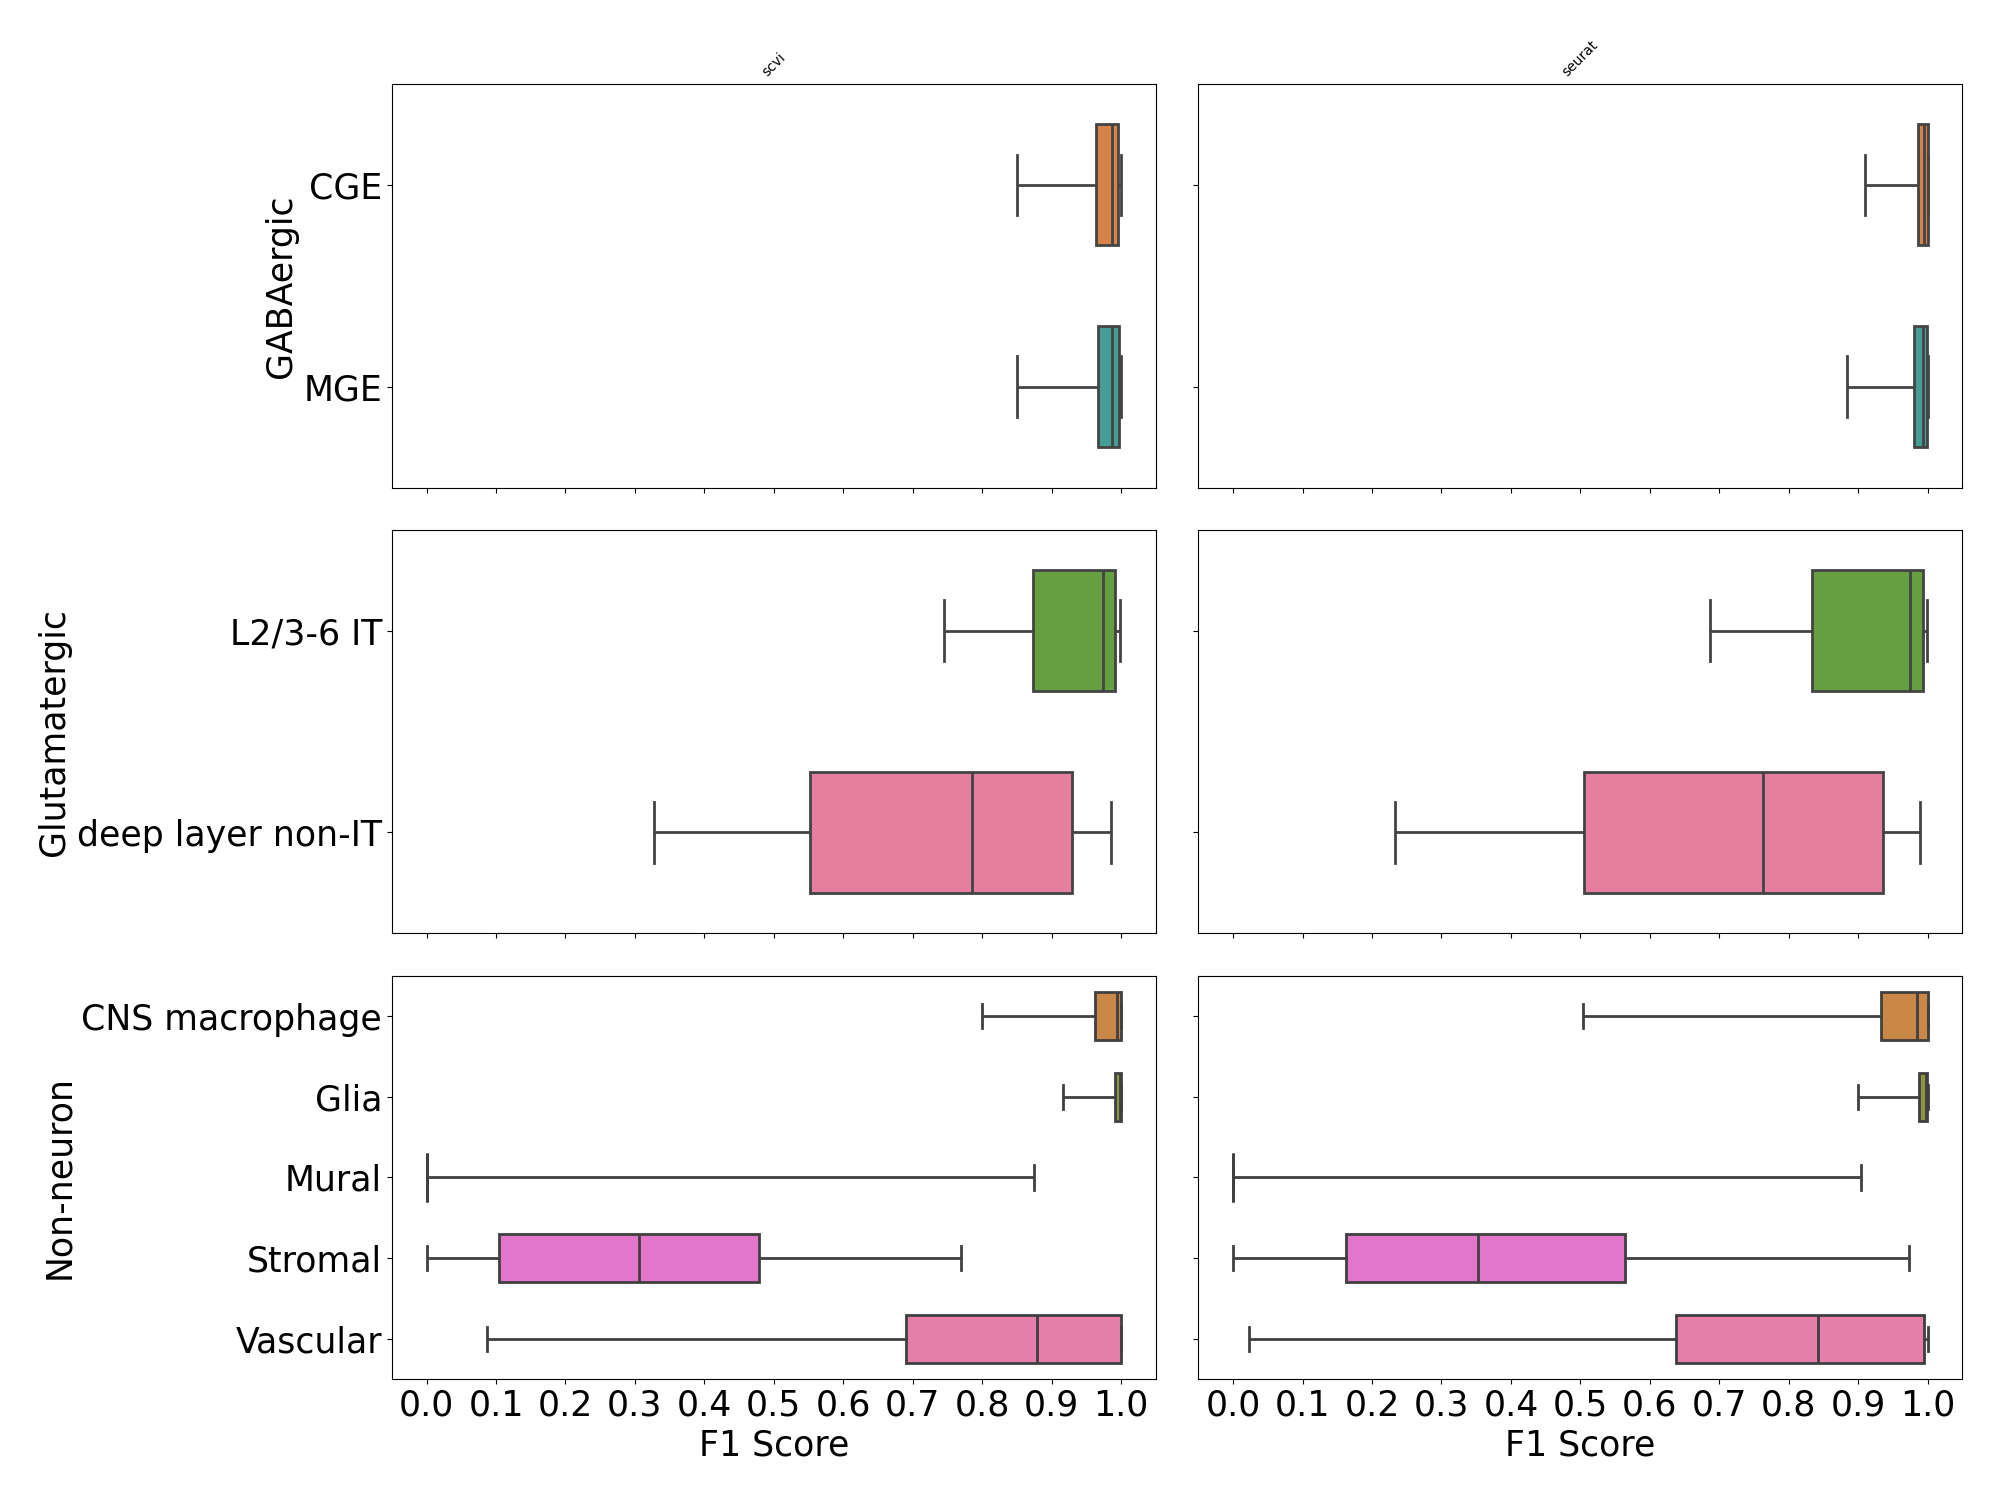 scvi
seurat
GABAergic
CGE
MGE
Glutamatergic
L2/3-6 IT
deep layer non-IT
Non-neuron
CNS macrophage
Glia
Mural
Stromal
Vascular
0.0 0.1 0.2 0.3 0.4 0.5 0.6 0.7 0.8 0.9 1.0
F1 Score
0.0 0.1 0.2 0.3 0.4 0.5 0.6 0.7 0.8 0.9 1.0
F1 Score